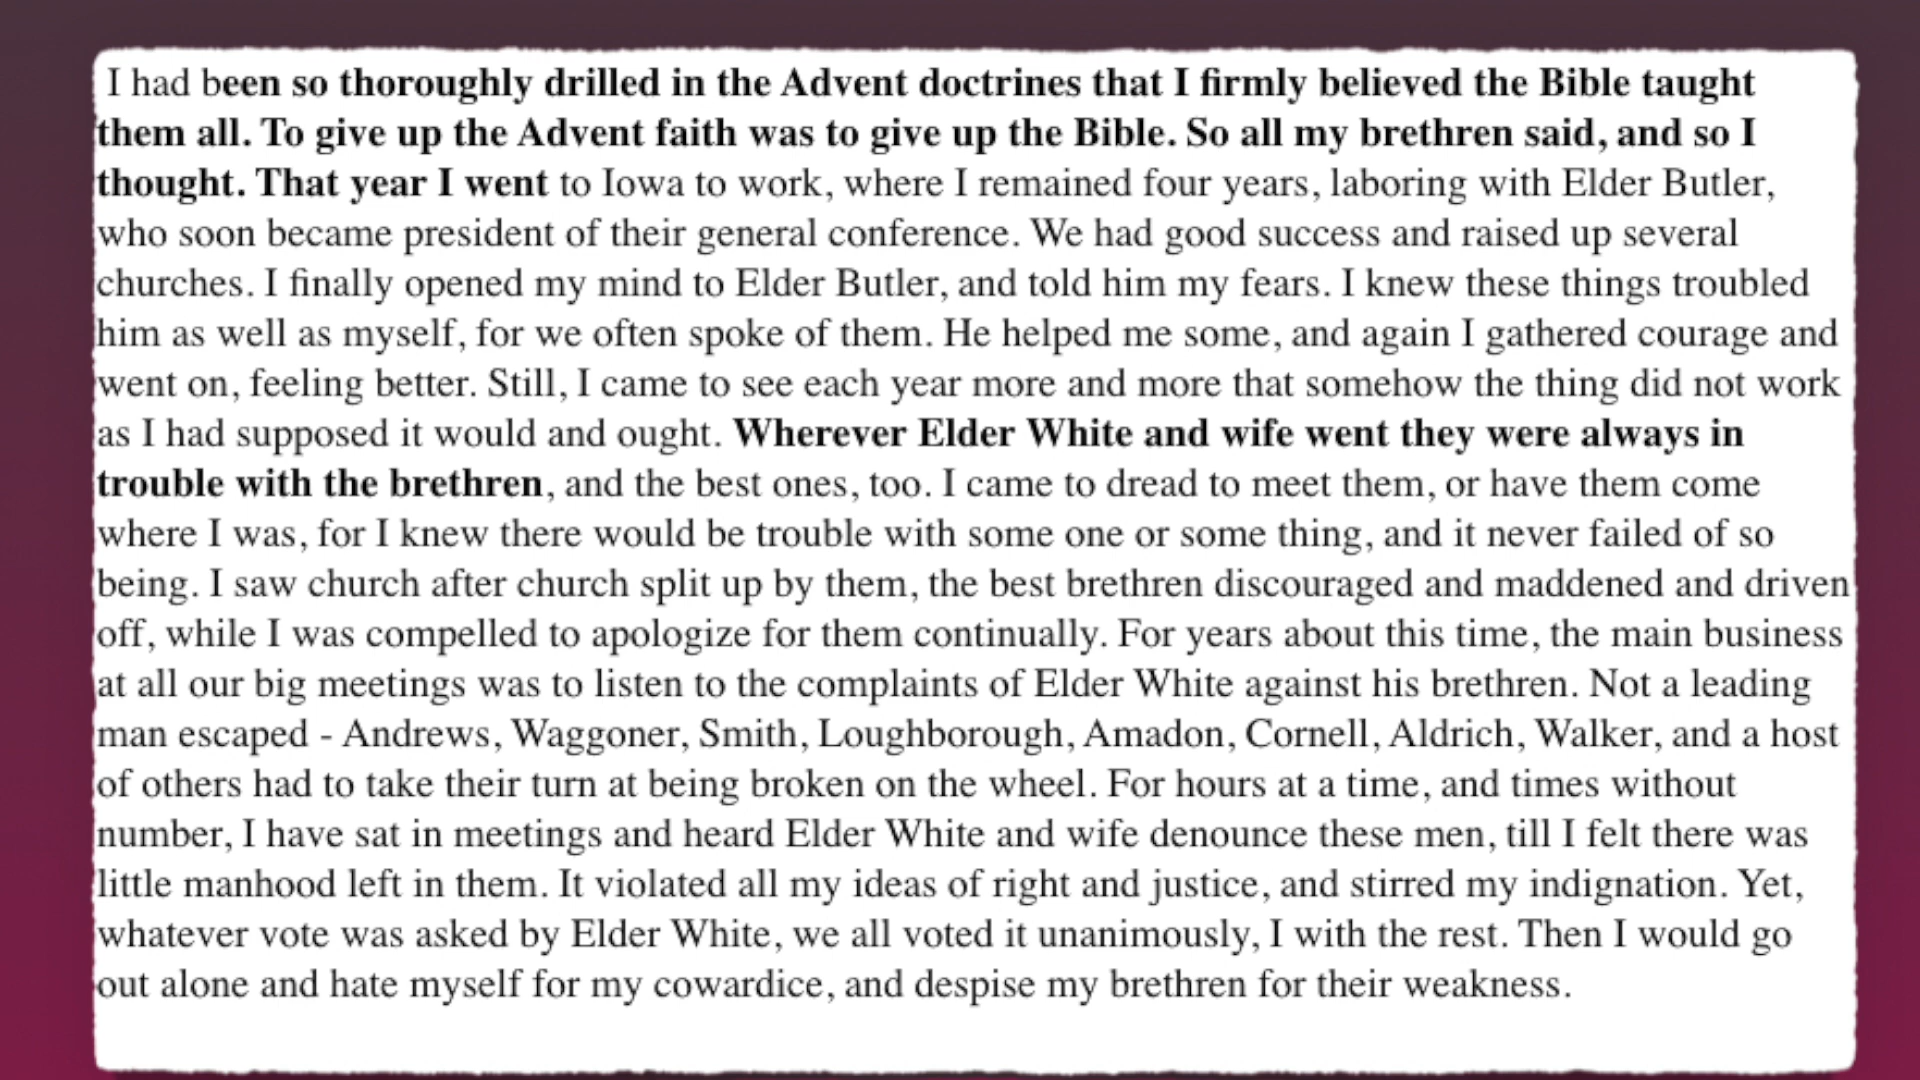 I had been so thoroughly drilled in the Advent doctrines that I firmly believed the Bible taught
them all. To give up the Advent faith was to give up the Bible. So all my brethren said, and so I
thought. That year I went to Iowa to work, where I remained four years, laboring with Elder Butler,
who soon became president of their general conference. We had good success and raised up several
churches. I finally opened my mind to Elder Butler, and told him my fears. I knew these things troubled
him as well as myself, for we often spoke of them. He helped me some, and again I gathered courage and
went on, feeling better. Still, I came to see each year more and more that somehow the thing did not work
as I had supposed it would and ought. Wherever Elder White and wife went they were always in
trouble with the brethren, and the best ones, too. I came to dread to meet them, or have them come
where I was, for I knew there would be trouble with some one or some thing, and it never failed of so
being. I saw church after church split up by them, the best brethren discouraged and maddened and driven
off, while I was compelled to apologize for them continually. For years about this time, the main business
at all our big meetings was to listen to the complaints of Elder White against his brethren. Not a leading
man escaped - Andrews, Waggoner, Smith, Loughborough, Amadon, Cornell, Aldrich, Walker, and a host
of others had to take their turn at being broken on the wheel. For hours at a time, and times without
number, I have sat in meetings and heard Elder White and wife denounce these men, till I felt there was
little manhood left in them. It violated all my ideas of right and justice, and stirred my indignation. Yet,
whatever vote was asked by Elder White, we all voted it unanimously, I with the rest. Then I would go
out alone and hate myself for my cowardice, and despise my brethren for their weakness.